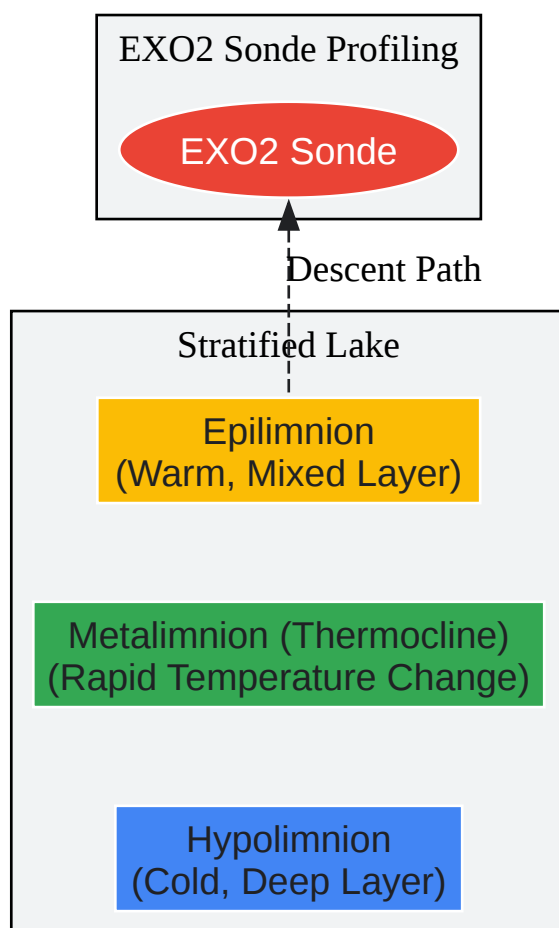 EXO2 Sonde Profiling
EXO2 Sonde
Descent Path
Stratified Lake
Epilimnion
(Warm, Mixed Layer)
Metalimnion (Thermocline)
(Rapid Temperature Change)
Hypolimnion
(Cold, Deep Layer)